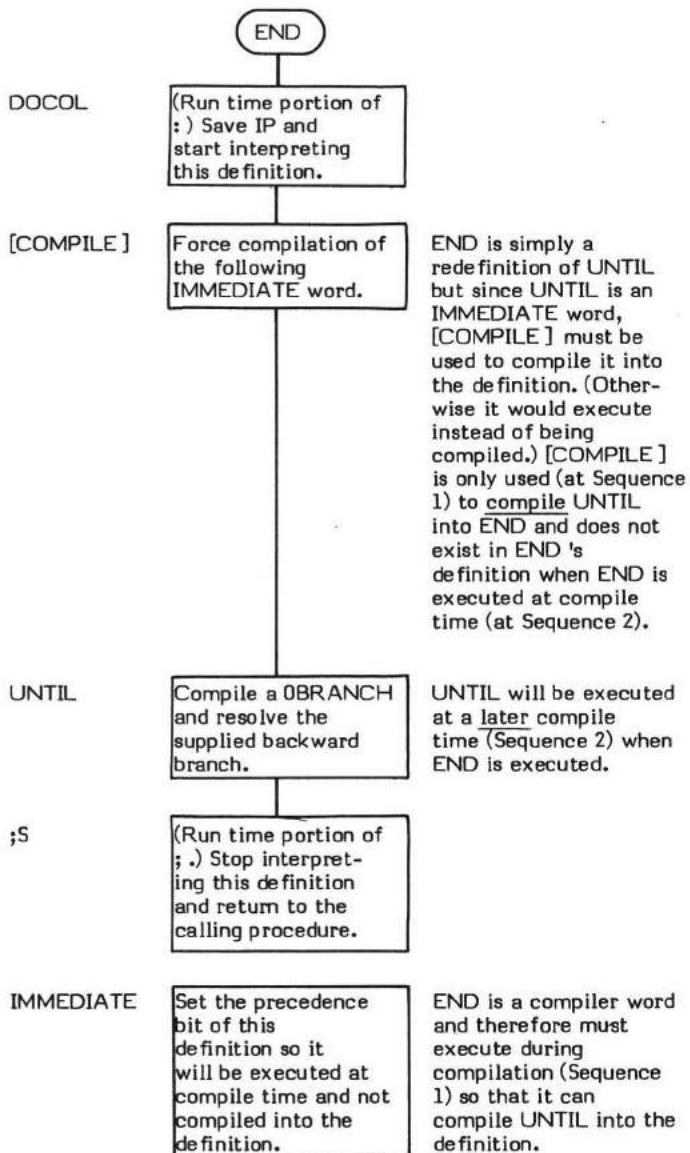 END
DOCOL
(Run time portion of
: ) Save IP and
start interpreting
this definition.
[COMPILE ]
Force compilation of
the following
IMMEDIATE word.
END is simply a
redefinition of UNTIL
but since UNTIL is an
IMMEDIATE word,
[COMPILE ] must be
used to compile it into
the definition. (Other-
wise it would execute
instead of being
compiled.) [COMPILE ]
is only used (at Sequence
1) to compile UNTIL
into END and does not
exist in END 's
definition when END is
executed at compile
time (at Sequence 2).
UNTIL
Compile a 0BRANCH
and resolve the
supplied backward
branch.
UNTIL will be executed
at a later compile
time (Sequence 2) when
END is executed.
;S
(Run time portion of
; .) Stop interpret-
ing this definition
and return to the
calling procedure.
IMMEDIATE
Set the precedence
bit of this
definition so it
will be executed at
compile time and not
compiled into the
definition.
END is a compiler word
and therefore must
execute during
compilation (Sequence
1) so that it can
compile UNTIL into the
definition.